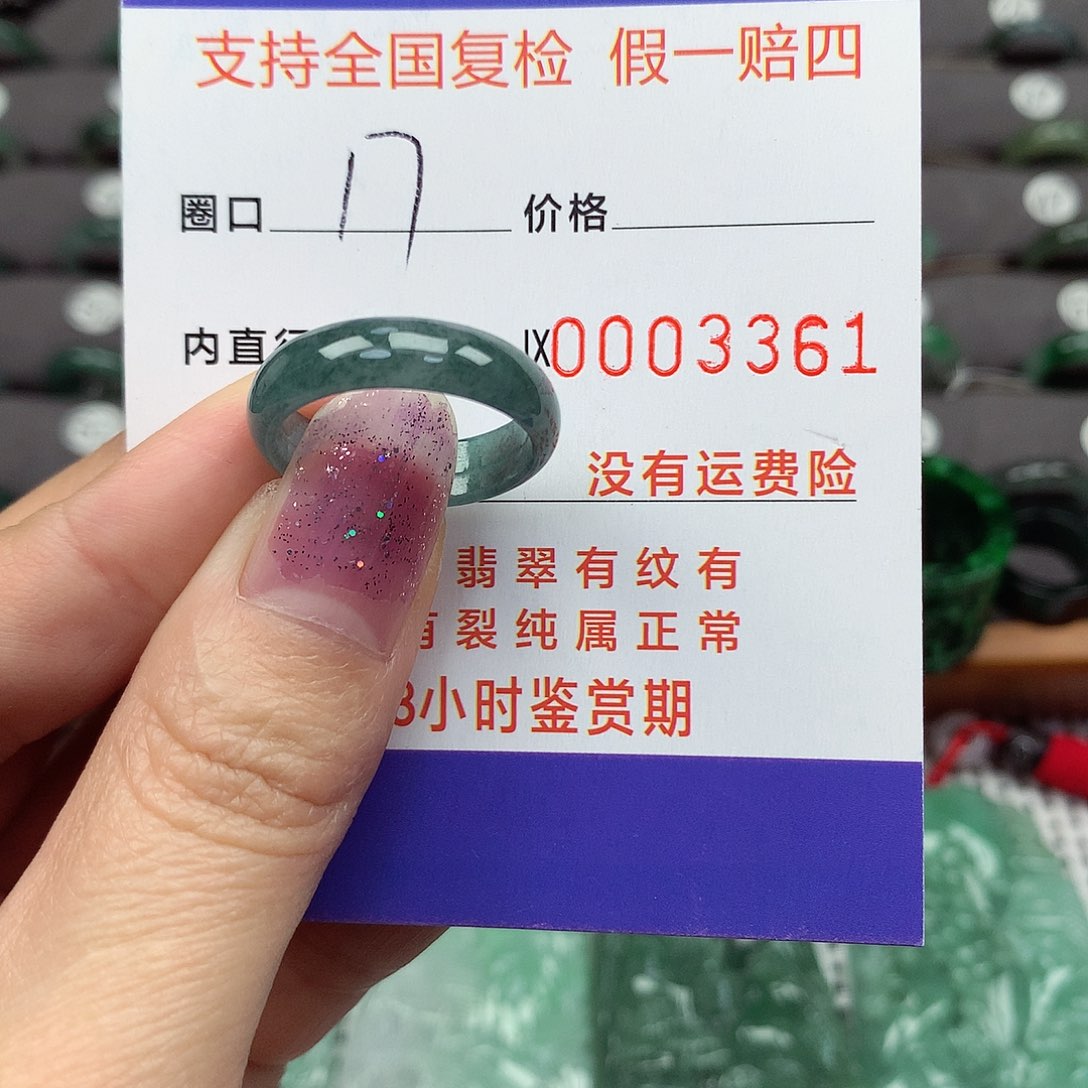 支持全国复检 假一赔四
圈口 17 价格
内直 IX0003361
没有运费险
翡翠有纹有
裂纯属正常
小时鉴赏期